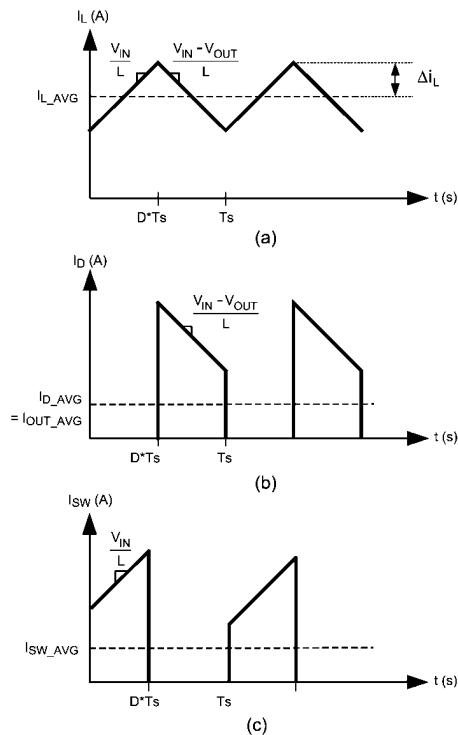 I_L (A)
V_IN
L
V_IN – V_OUT
L
I_L_AVG
Δi_L
D*Ts
Ts
t (s)
(a)
I_D (A)
V_IN – V_OUT
L
I_D_AVG
= I_OUT_AVG
D*Ts
Ts
t (s)
(b)
I_SW (A)
V_IN
L
I_SW_AVG
D*Ts
Ts
t (s)
(c)